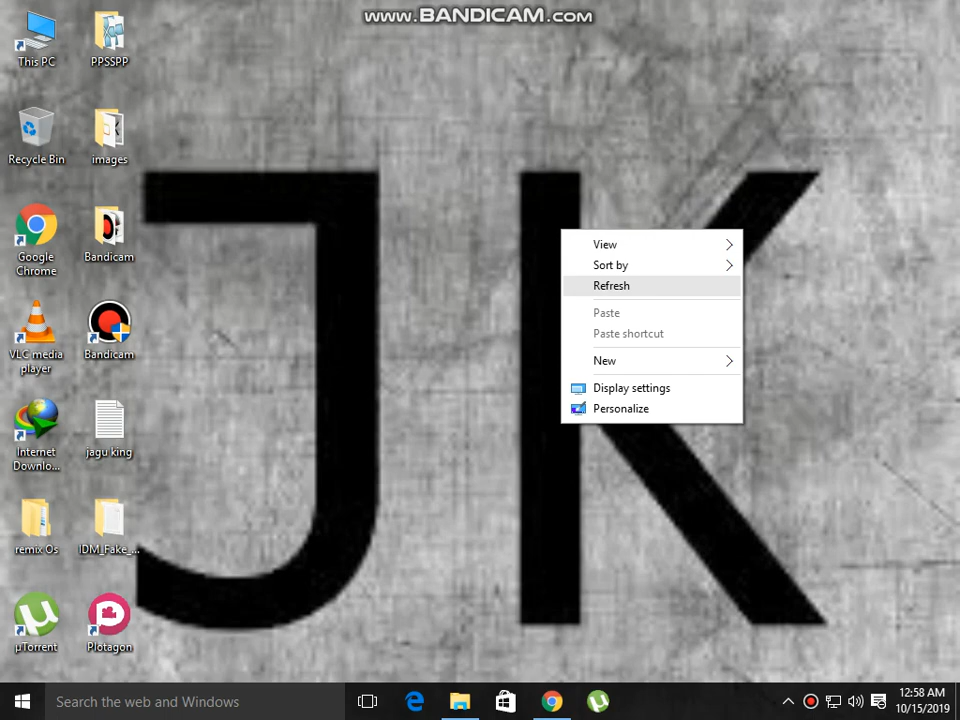 www.BANDICAM.com
This PC
PPSSPP
Recycle Bin
images
Google
Chrome
Bandicam
VLC media
player
Bandicam
Internet
Downlo...
jagu king
remix Os
IDM_Fake_...
µTorrent
Plotagon
JK
View
Sort by
Refresh
Paste
Paste shortcut
New
Display settings
Personalize
Search the web and Windows
12:58 AM
10/15/2019